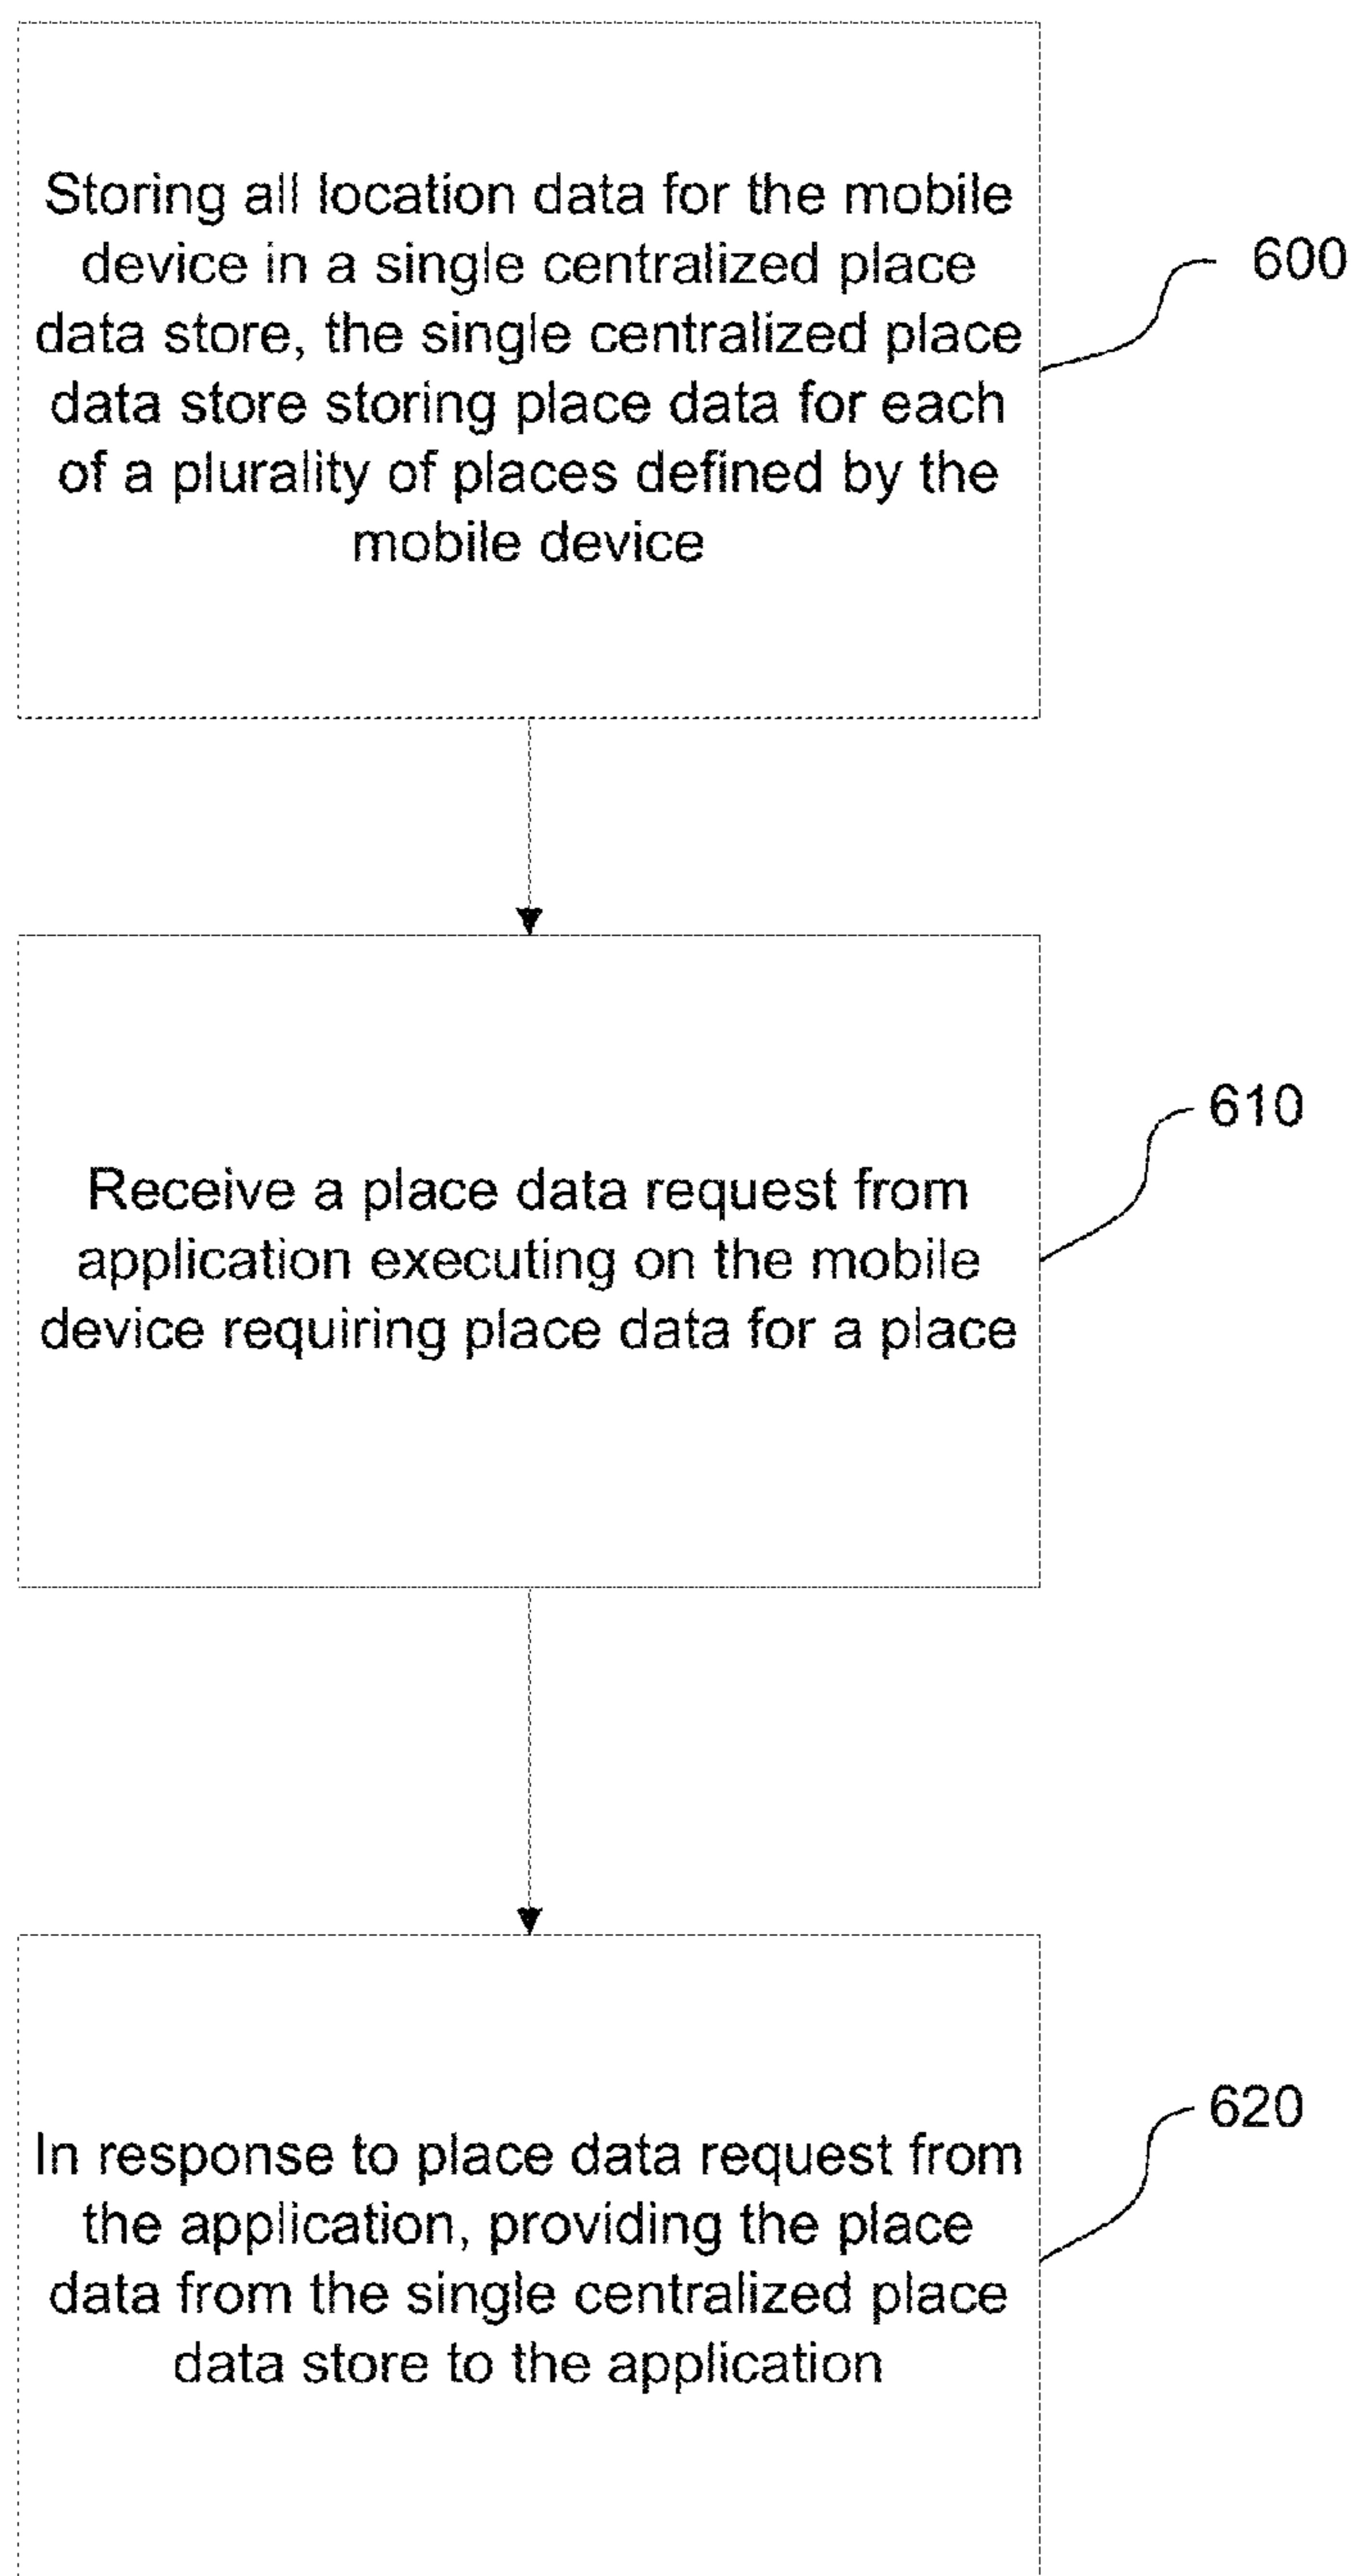 Storing all location data for the mobile
device in a single centralized place
data store, the single centralized place
data store storing place data for each
of a plurality of places defined by the
mobile device
600
Receive a place data request from
application executing on the mobile
device requiring place data for a place
610
In response to place data request from
the application, providing the place
data from the single centralized place
data store to the application
620